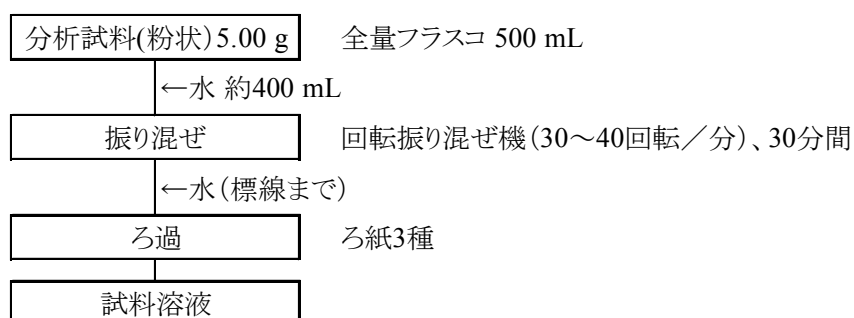 分析試料(粉状)5.00 g 全量フラスコ 500 mL
←水 約400 mL
振り混ぜ 回転振り混ぜ機(30～40回転／分)、30分間
←水(標線まで)
ろ過 ろ紙3種
試料溶液